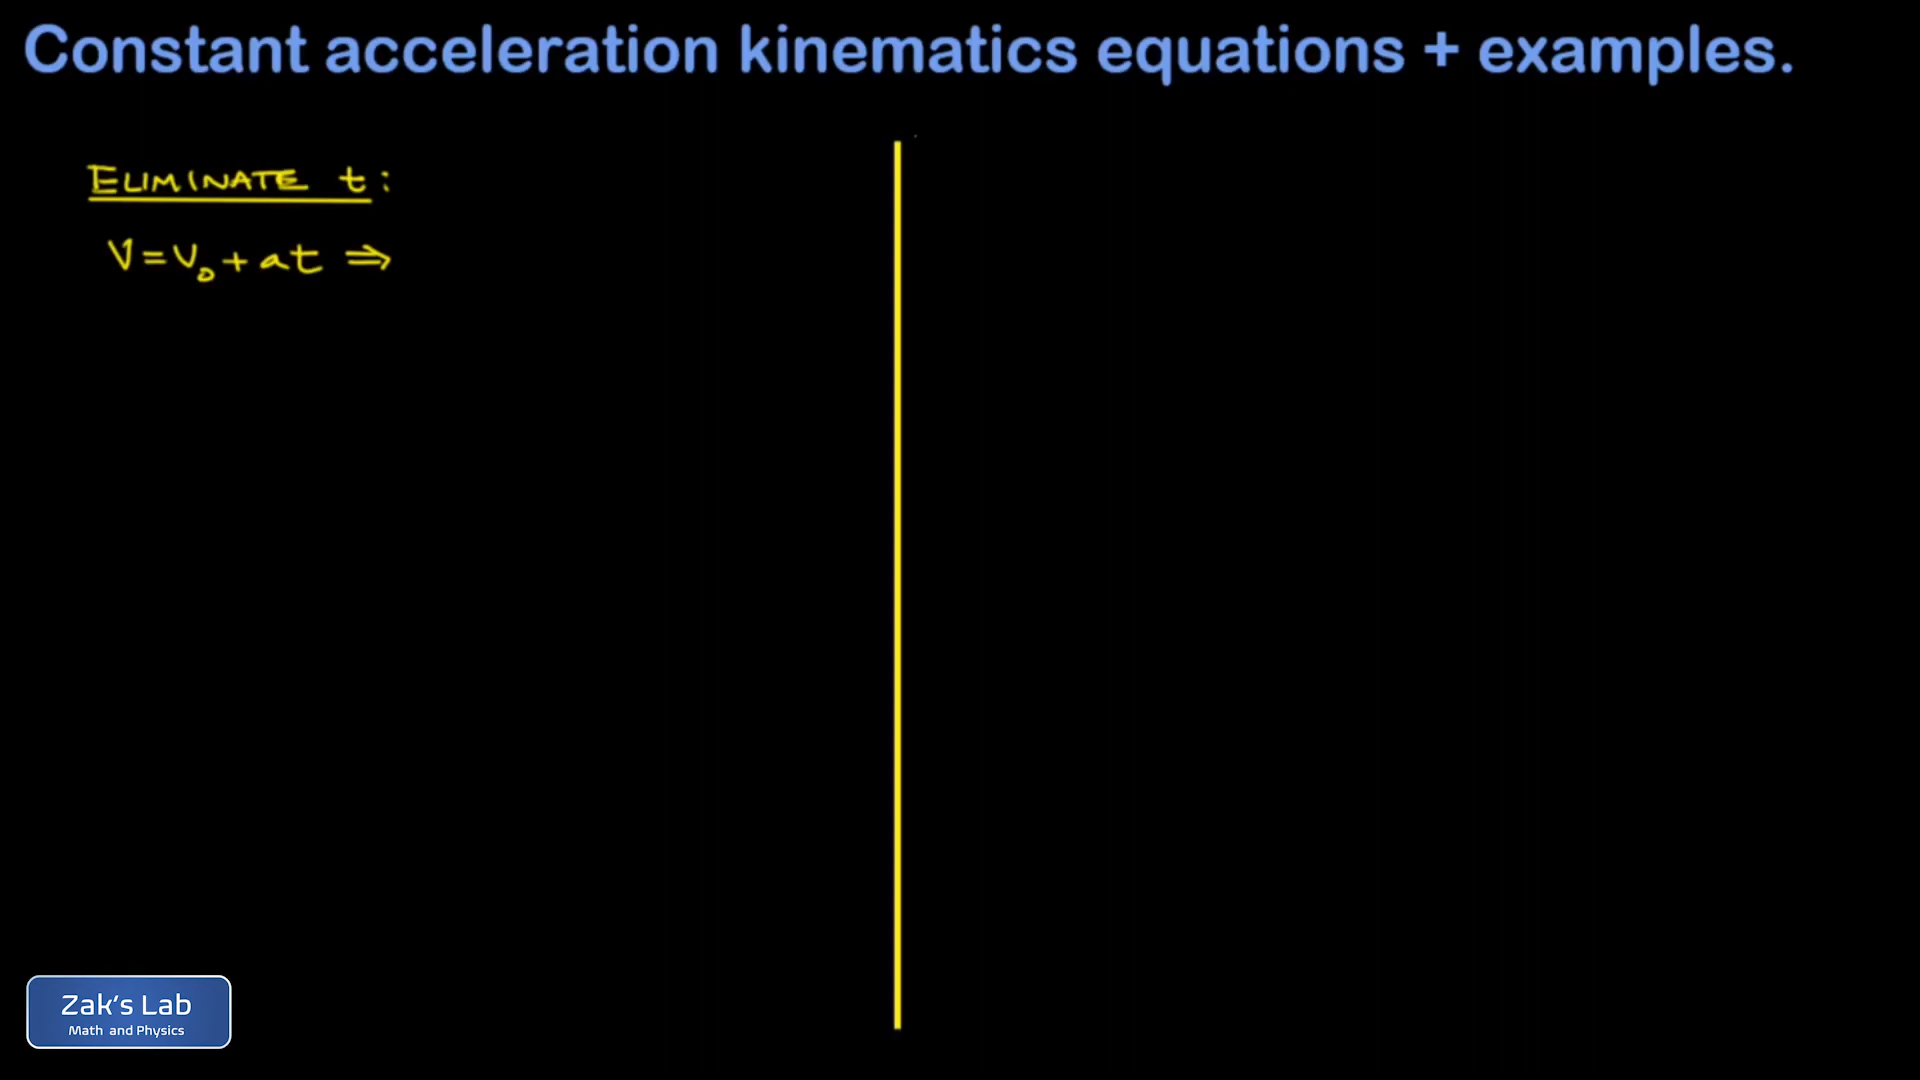 Constant acceleration kinematics equations + examples.
ELIMINATE t:
V = V₀ + at ⇒
Zak's Lab
Math and Physics